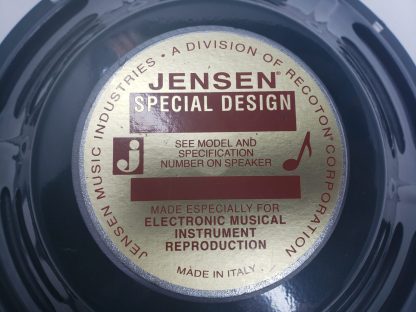 JENSEN MUSIC INDUSTRIES • A DIVISION OF RECOTON® CORPORATION
JENSEN®
SPECIAL DESIGN
j
SEE MODEL AND
SPECIFICATION
NUMBER ON SPEAKER
MADE ESPECIALLY FOR
ELECTRONIC MUSICAL
INSTRUMENT
REPRODUCTION
MADE IN ITALY